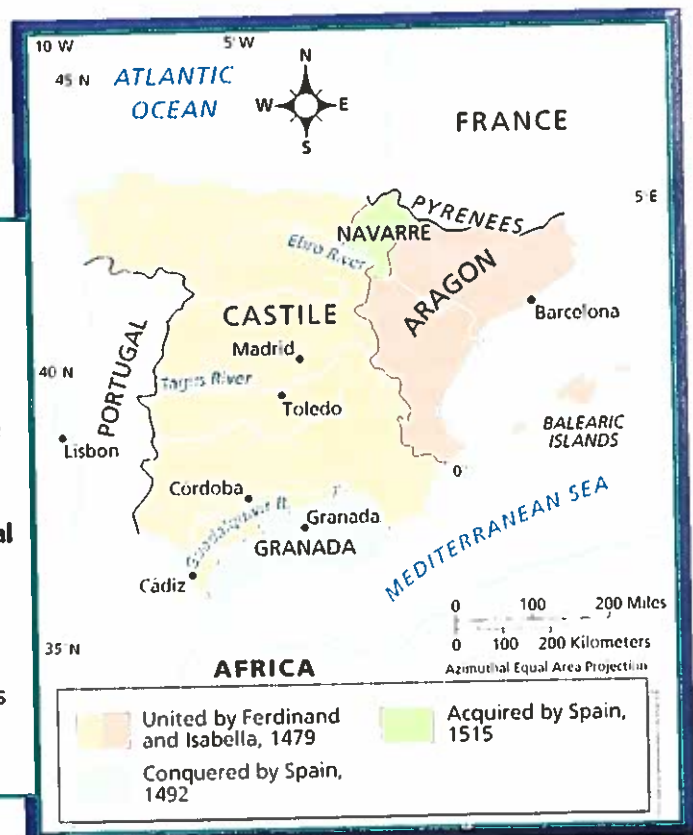 10 W
5 W
45 N
ATLANTIC
OCEAN
N
W
E
S
FRANCE
5 E
PYRENEES
NAVARRE
Ebro River
ARAGON
CASTILE
Barcelona
Madrid
PORTUGAL
40 N
Tagus River
Toledo
BALEARIC
ISLANDS
Lisbon
0
Córdoba
Guadalquivir R.
Granada
GRANADA
MEDITERRANEAN SEA
al
Cádiz
0 100 200 Miles
0 100 200 Kilometers
35 N
AFRICA
Azimuthal Equal Area Projection
s
United by Ferdinand
and Isabella, 1479
Acquired by Spain,
1515
Conquered by Spain,
1492